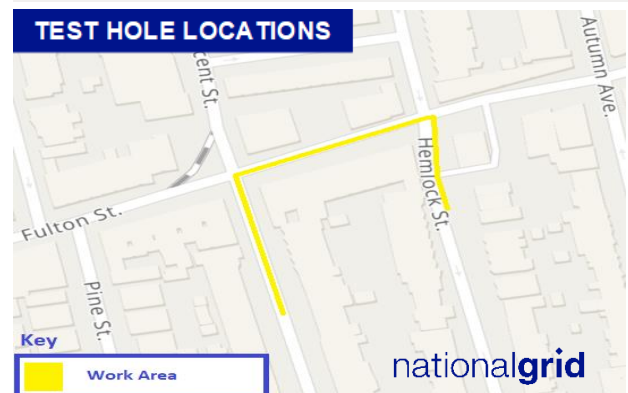 TEST HOLE LOCATIONS
cent St.
Autumn Ave.
Hemlock St.
Fulton St.
Pine St.
Key
Work Area
nationalgrid